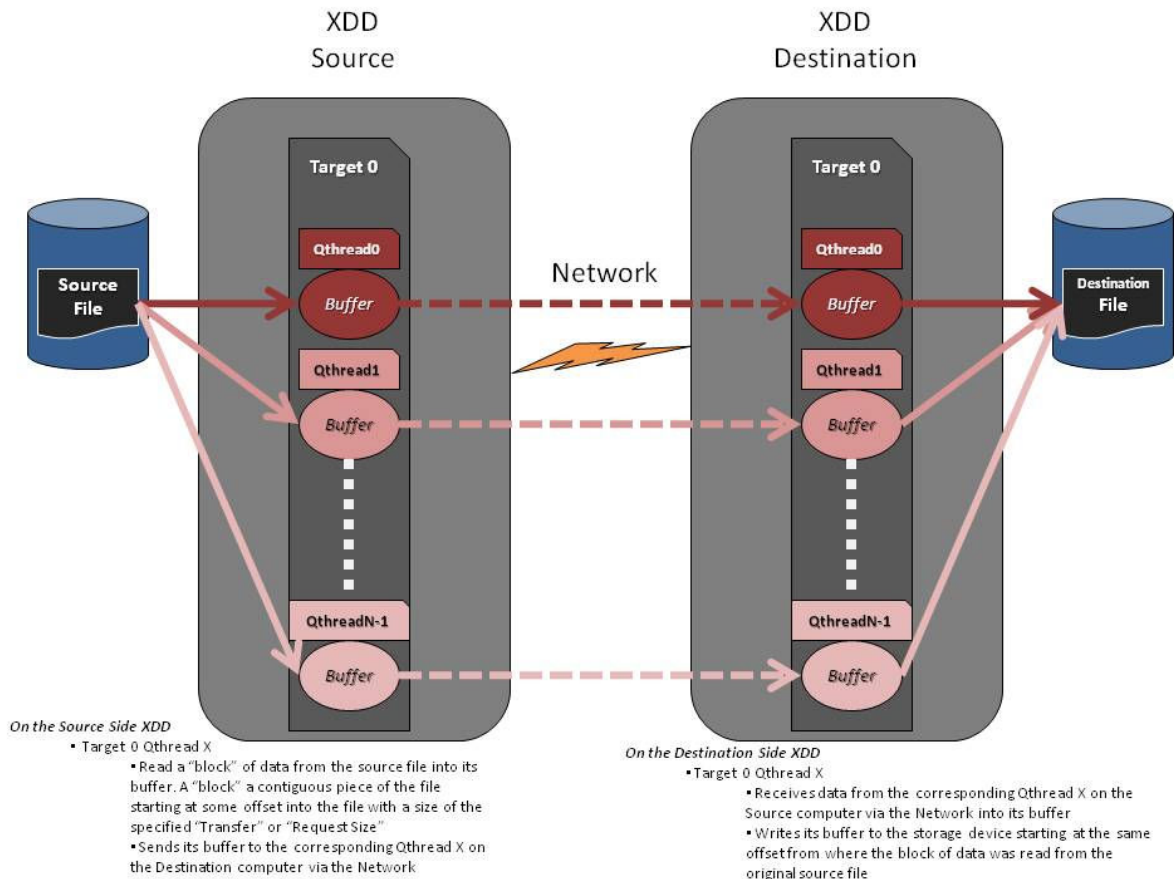 XDD
Source
XDD
Destination
Target 0
Target 0
Qthread0
Qthread0
Source
File
Buffer
Network
Buffer
Destination
File
Qthread1
Qthread1
Buffer
Buffer
QthreadN-1
QthreadN-1
Buffer
Buffer
On the Source Side XDD
▪ Target 0 Qthread X
▪ Read a “block” of data from the source file into its
buffer. A “block” a contiguous piece of the file
starting at some offset into the file with a size of the
specified “Transfer” or “Request Size”
▪ Sends its buffer to the corresponding Qthread X on
the Destination computer via the Network
On the Destination Side XDD
▪ Target 0 Qthread X
▪ Receives data from the corresponding Qthread X on the
Source computer via the Network into its buffer
▪ Writes its buffer to the storage device starting at the same
offset from where the block of data was read from the
original source file